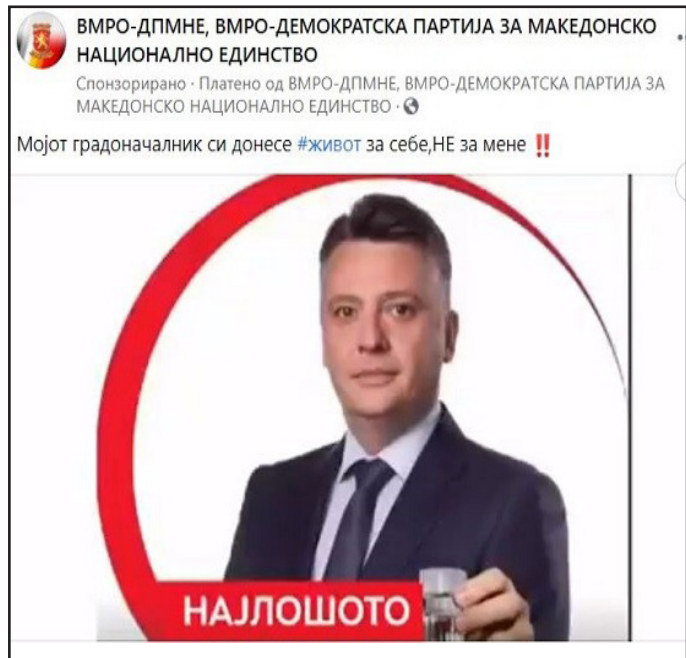 ВМРО-ДПМНЕ, ВМРО-ДЕМОКРАТСКА ПАРТИЈА ЗА МАКЕДОНСКО
НАЦИОНАЛНО ЕДИНСТВО
Спонзорирано · Платено од ВМРО-ДПМНЕ, ВМРО-ДЕМОКРАТСКА ПАРТИЈА ЗА
МАКЕДОНСКО НАЦИОНАЛНО ЕДИНСТВО ·
Мојот градоначалник си донесе #живот за себе,НЕ за мене ‼️
НАЈЛОШОТО